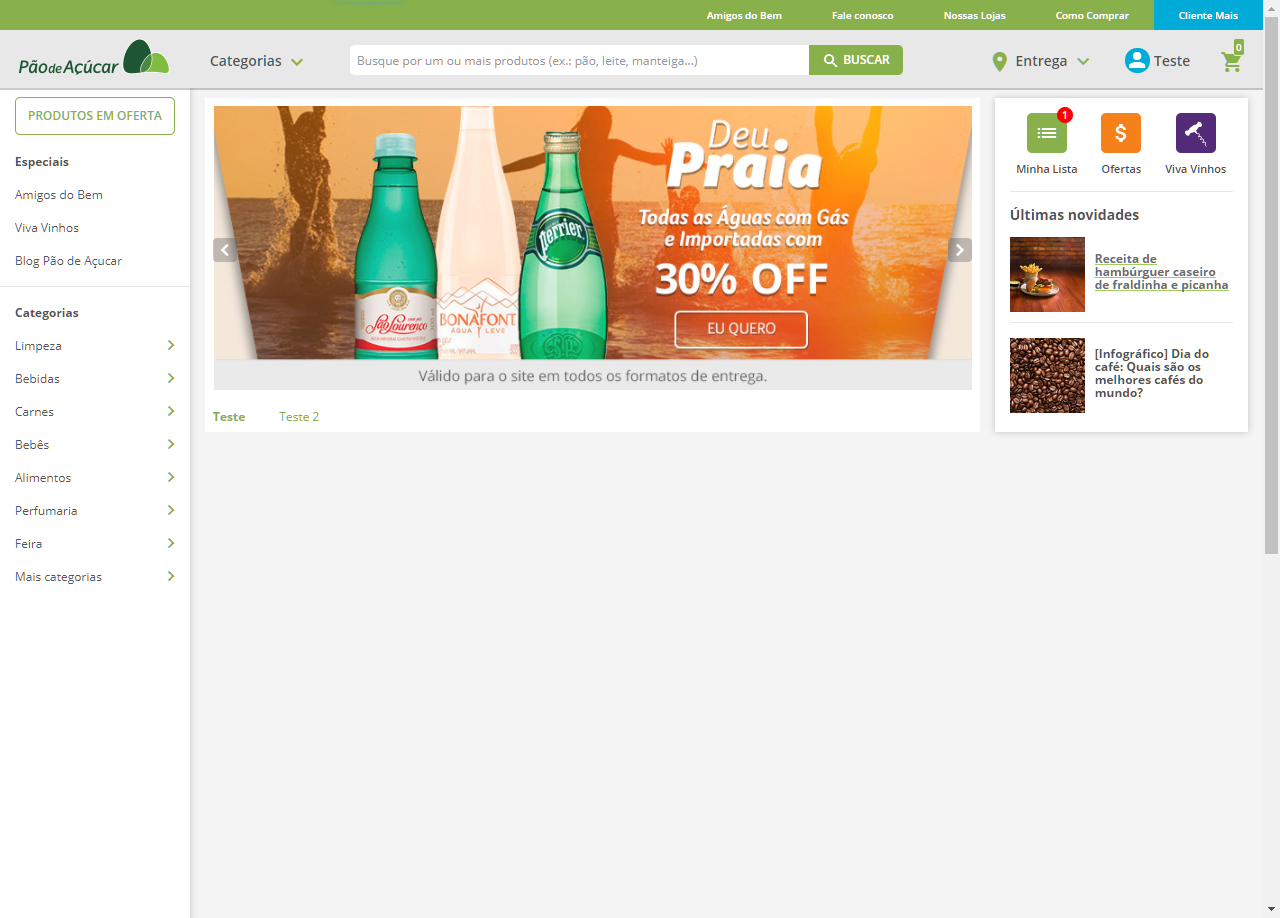 Amigos do Bem
Fale conosco
Nossas Lojas
Como Comprar
Cliente Mais
Pão de Açúcar
Categorias
Busque por um ou mais produtos (ex.: pão, leite, manteiga...)
BUSCAR
Entrega
Teste
0
PRODUTOS EM OFERTA
Especiais
Amigos do Bem
Viva Vinhos
Blog Pão de Açucar
Categorias
Limpeza
Bebidas
Carnes
Bebês
Alimentos
Perfumaria
Feira
Mais categorias
Deu
Praia
Todas as Águas com Gás
e Importadas com
30% OFF
EU QUERO
perrier
São Lourenço
BONAFONT
ÁGUA LEVE
Válido para o site em todos os formatos de entrega.
Teste
Teste 2
1
Minha Lista
$
Ofertas
Viva Vinhos
Últimas novidades
Receita de
hambúrguer caseiro
de fraldinha e picanha
[Infográfico] Dia do
café: Quais são os
melhores cafés do
mundo?